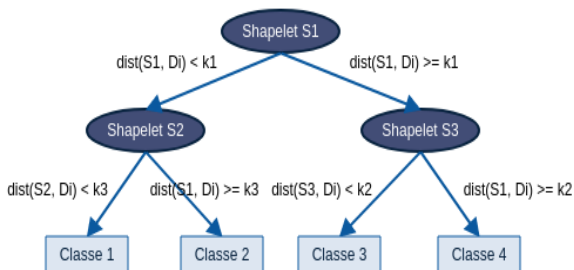 Shapelet S1
dist(S1, Di) < k1
dist(S1, Di) >= k1
Shapelet S2
Shapelet S3
dist(S2, Di) < k3
dist(S1, Di) >= k3
dist(S3, Di) < k2
dist(S1, Di) >= k2
Classe 1
Classe 2
Classe 3
Classe 4